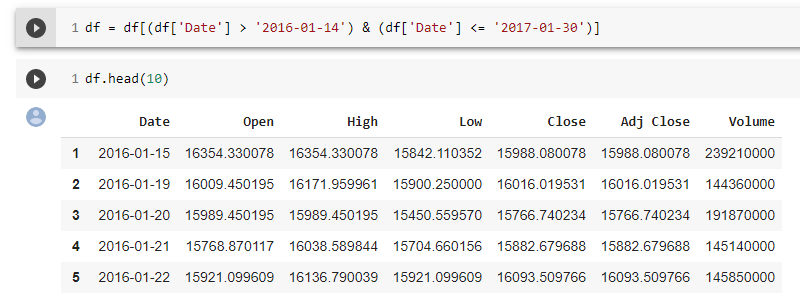 1 df = df[(df['Date'] > '2016-01-14') & (df['Date'] <= '2017-01-30')]
1 df.head(10)
Date Open High Low Close Adj Close Volume
1 2016-01-15 16354.330078 16354.330078 15842.110352 15988.080078 15988.080078 239210000
2 2016-01-19 16009.450195 16171.959961 15900.250000 16016.019531 16016.019531 144360000
3 2016-01-20 15989.450195 15989.450195 15450.559570 15766.740234 15766.740234 191870000
4 2016-01-21 15768.870117 16038.589844 15704.660156 15882.679688 15882.679688 145140000
5 2016-01-22 15921.099609 16136.790039 15921.099609 16093.509766 16093.509766 145850000